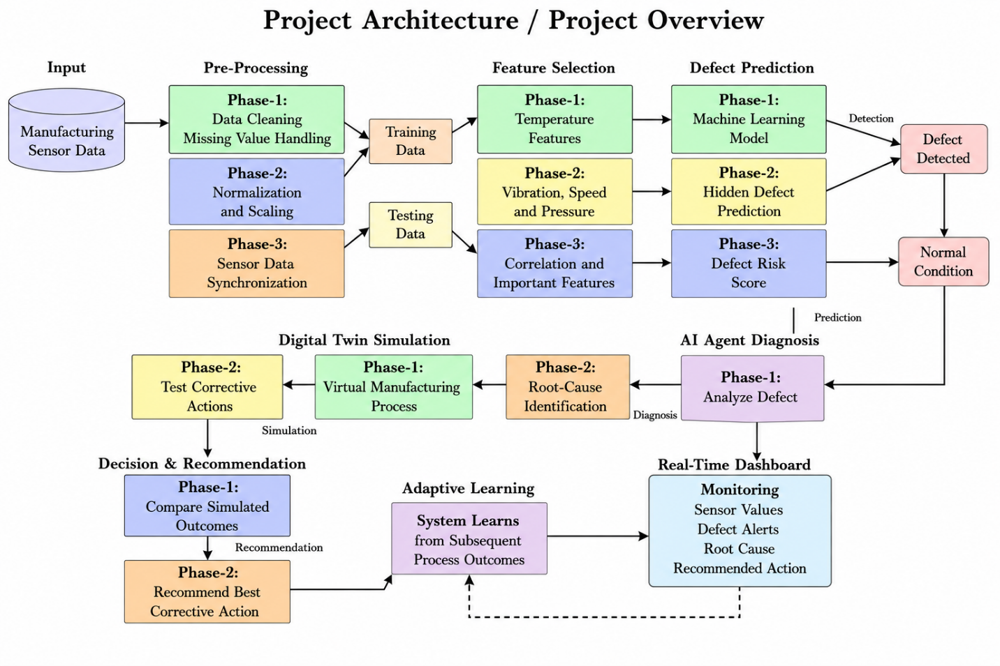 Project Architecture / Project Overview
Input
Manufacturing
Sensor Data
Pre-Processing
Phase-1:
Data Cleaning
Missing Value Handling
Phase-2:
Normalization
and Scaling
Phase-3:
Sensor Data
Synchronization
Training
Data
Testing
Data
Feature Selection
Phase-1:
Temperature
Features
Phase-2:
Vibration, Speed
and Pressure
Phase-3:
Correlation and
Important Features
Defect Prediction
Phase-1:
Machine Learning
Model
Phase-2:
Hidden Defect
Prediction
Phase-3:
Defect Risk
Score
Detection
Defect
Detected
Normal
Condition
Prediction
AI Agent Diagnosis
Phase-1:
Analyze Defect
Diagnosis
Phase-2:
Root-Cause
Identification
Digital Twin Simulation
Phase-1:
Virtual Manufacturing
Process
Phase-2:
Test Corrective
Actions
Simulation
Decision & Recommendation
Phase-1:
Compare Simulated
Outcomes
Recommendation
Phase-2:
Recommend Best
Corrective Action
Adaptive Learning
System Learns
from Subsequent
Process Outcomes
Real-Time Dashboard
Monitoring
Sensor Values
Defect Alerts
Root Cause
Recommended Action